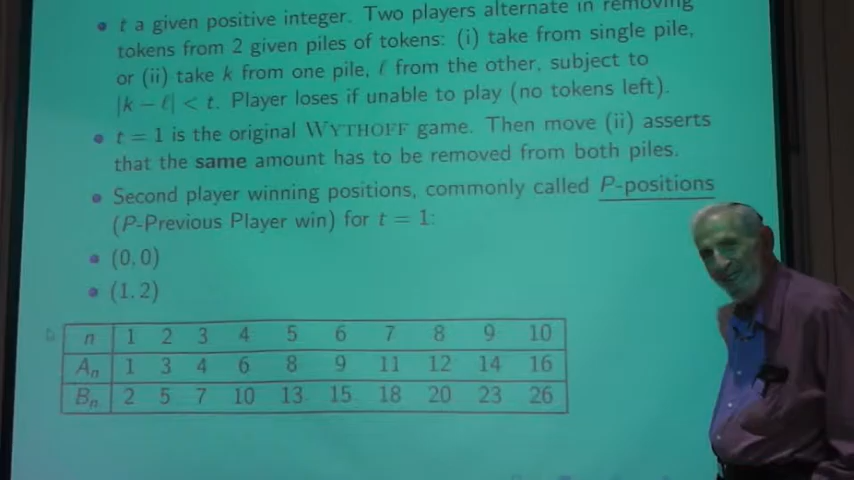 • t a given positive integer. Two players alternate in removing
tokens from 2 given piles of tokens: (i) take from single pile,
or (ii) take k from one pile, ℓ from the other, subject to
|k − ℓ| < t. Player loses if unable to play (no tokens left).
• t = 1 is the original WYTHOFF game. Then move (ii) asserts
that the same amount has to be removed from both piles.
• Second player winning positions, commonly called P-positions
(P-Previous Player win) for t = 1:
• (0,0)
• (1,2)
n 1 2 3 4 5 6 7 8 9 10
Aₙ 1 3 4 6 8 9 11 12 14 16
Bₙ 2 5 7 10 13 15 18 20 23 26